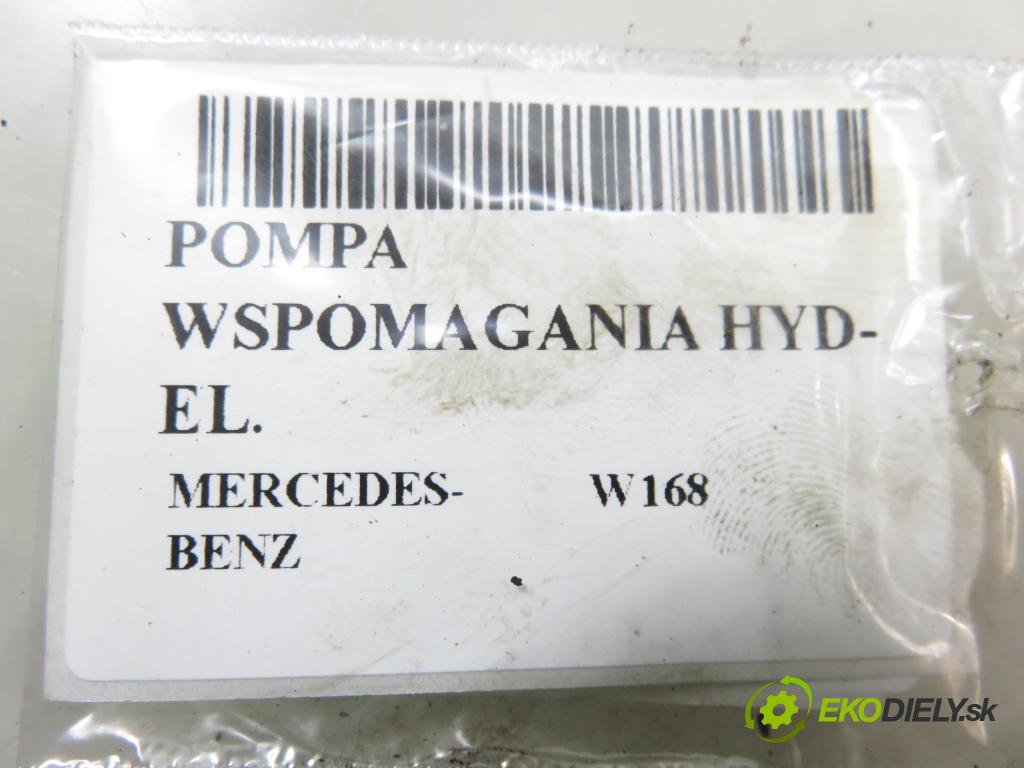 POMPA
WSPOMAGANIA HYD-
EL.
MERCEDES- W168
BENZ
EKODIELY.sk